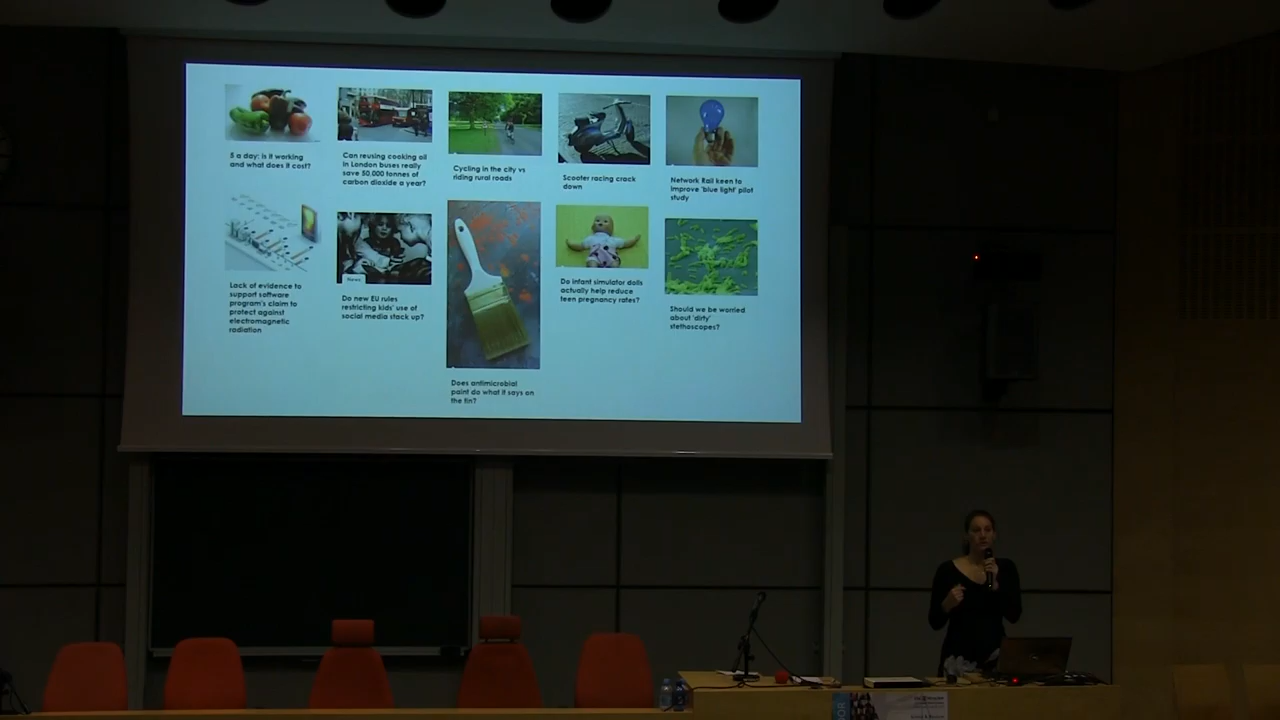 5 a day: is it working
and what does it cost?
Can reusing cooking oil
in London buses really
save 50,000 tonnes of
carbon dioxide a year?
Cycling in the city vs
riding rural roads
Scooter racing crack
down
Network Rail keen to
improve 'blue light' pilot
study
Lack of evidence to
support software
program's claim to
protect against
electromagnetic
radiation
News
Do new EU rules
restricting kids' use of
social media stack up?
Does antimicrobial
paint do what it says on
the tin?
Do infant simulator dolls
actually help reduce
teen pregnancy rates?
Should we be worried
about 'dirty'
stethoscopes?